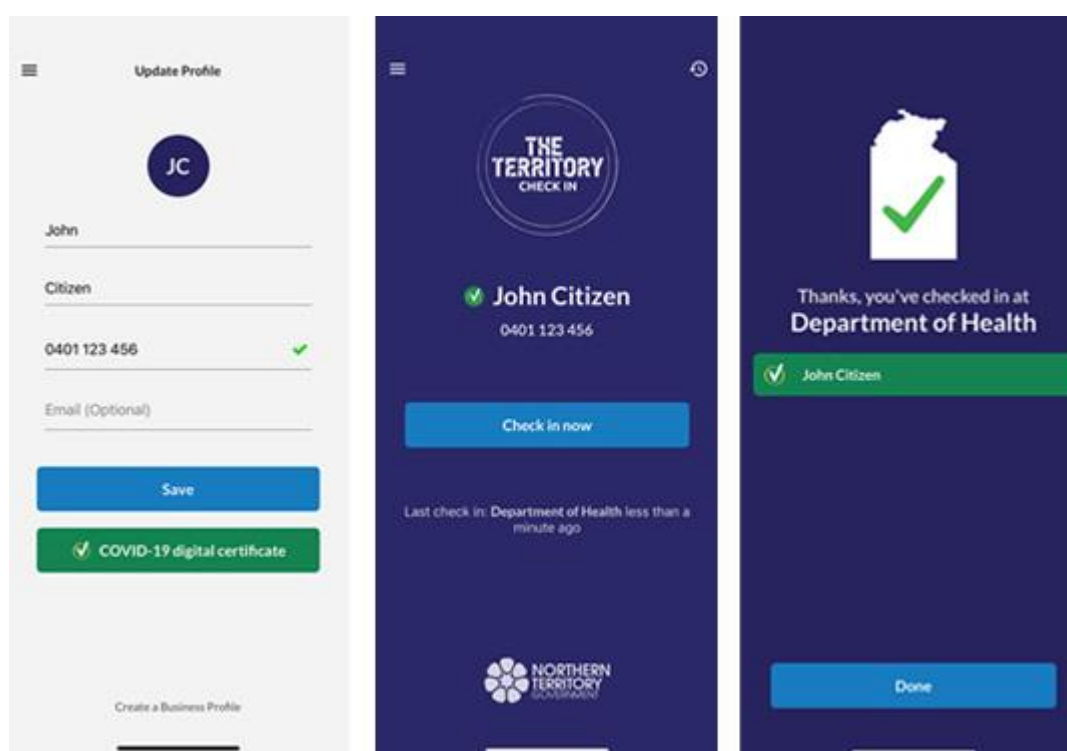 Update Profile
JC
John
Citizen
0401 123 456
Email (Optional)
Save
COVID-19 digital certificate
Create a Business Profile
THE
TERRITORY
CHECK IN
John Citizen
0401 123 456
Check in now
Last check in: Department of Health less than a
minute ago
NORTHERN
TERRITORY
GOVERNMENT
Thanks, you've checked in at
Department of Health
John Citizen
Done